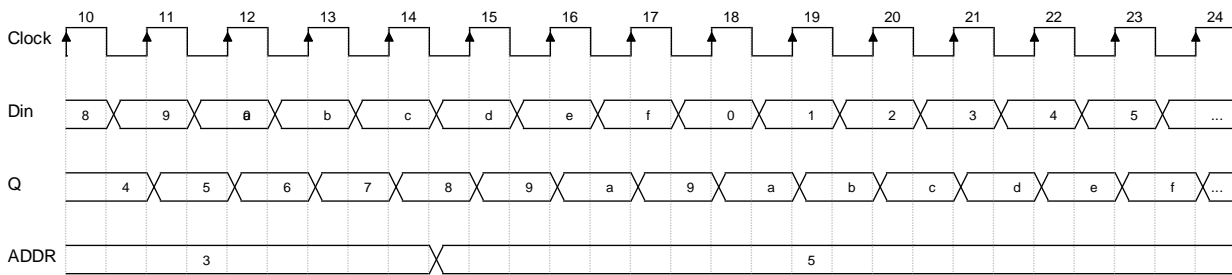 10 11 12 13 14 15 16 17 18 19 20 21 22 23 24
Clock
Din 8 9 a b c d e f 0 1 2 3 4 5 ...
Q 4 5 6 7 8 9 a 9 a b c d e f ...
ADDR 3 5